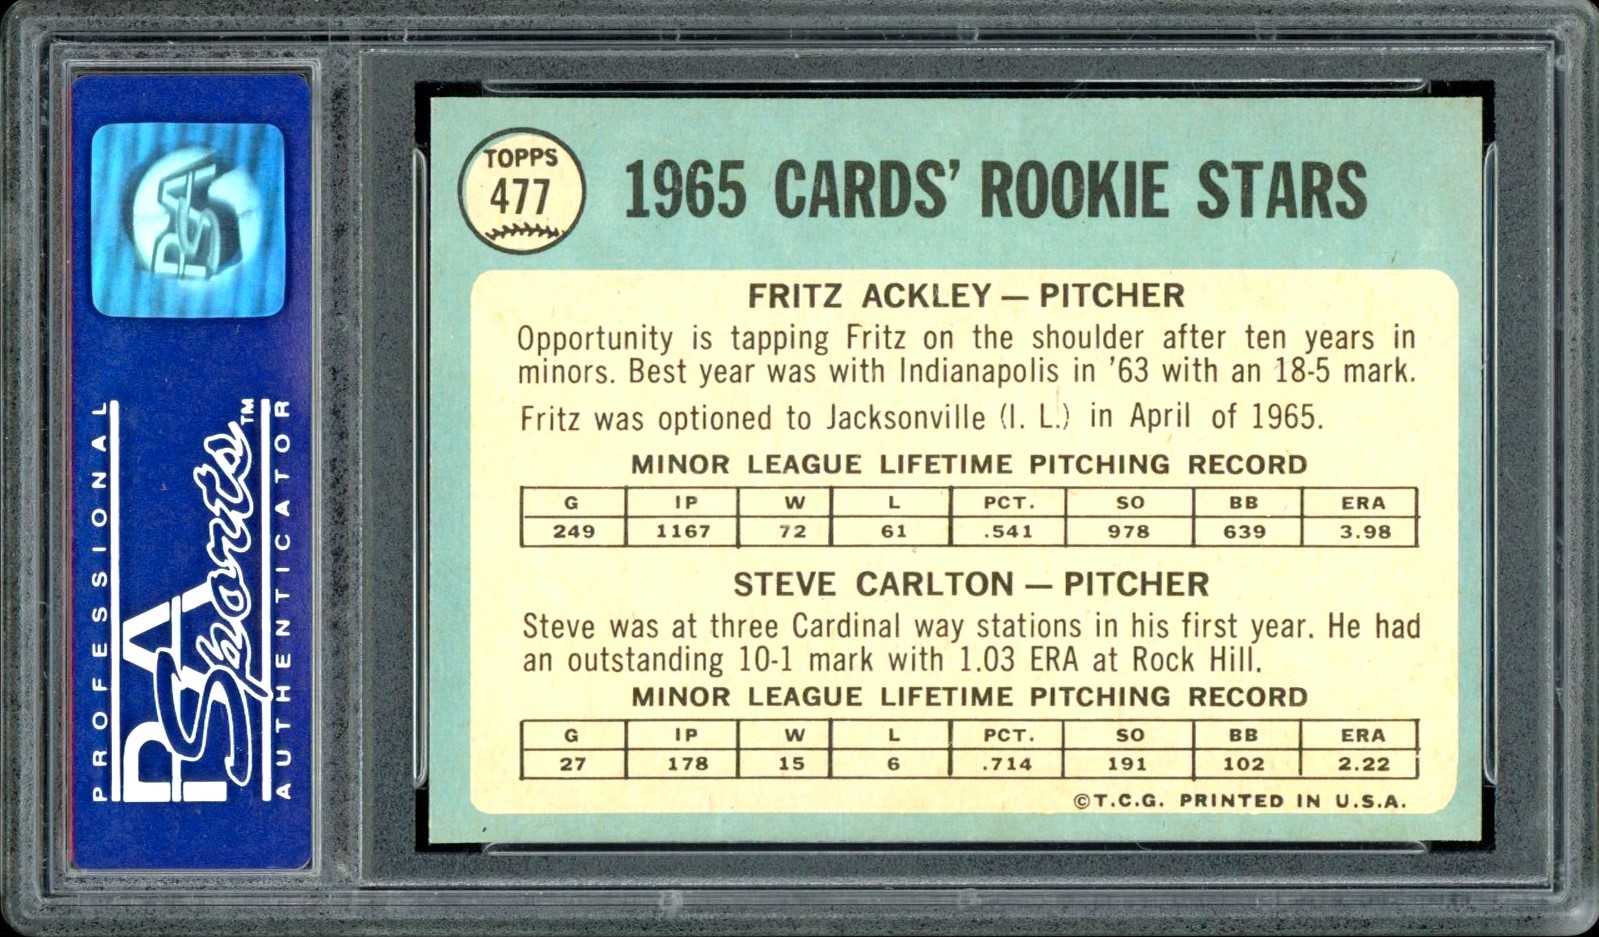 PSA
PROFESSIONAL
PSA Sports™
AUTHENTICATOR
TOPPS
477
1965 CARDS' ROOKIE STARS
FRITZ ACKLEY — PITCHER
Opportunity is tapping Fritz on the shoulder after ten years in
minors. Best year was with Indianapolis in '63 with an 18-5 mark.
Fritz was optioned to Jacksonville (I. L.) in April of 1965.
MINOR LEAGUE LIFETIME PITCHING RECORD
G IP W L PCT. SO BB ERA
249 1167 72 61 .541 978 639 3.98
STEVE CARLTON — PITCHER
Steve was at three Cardinal way stations in his first year. He had
an outstanding 10-1 mark with 1.03 ERA at Rock Hill.
MINOR LEAGUE LIFETIME PITCHING RECORD
G IP W L PCT. SO BB ERA
27 178 15 6 .714 191 102 2.22
©T.C.G. PRINTED IN U.S.A.